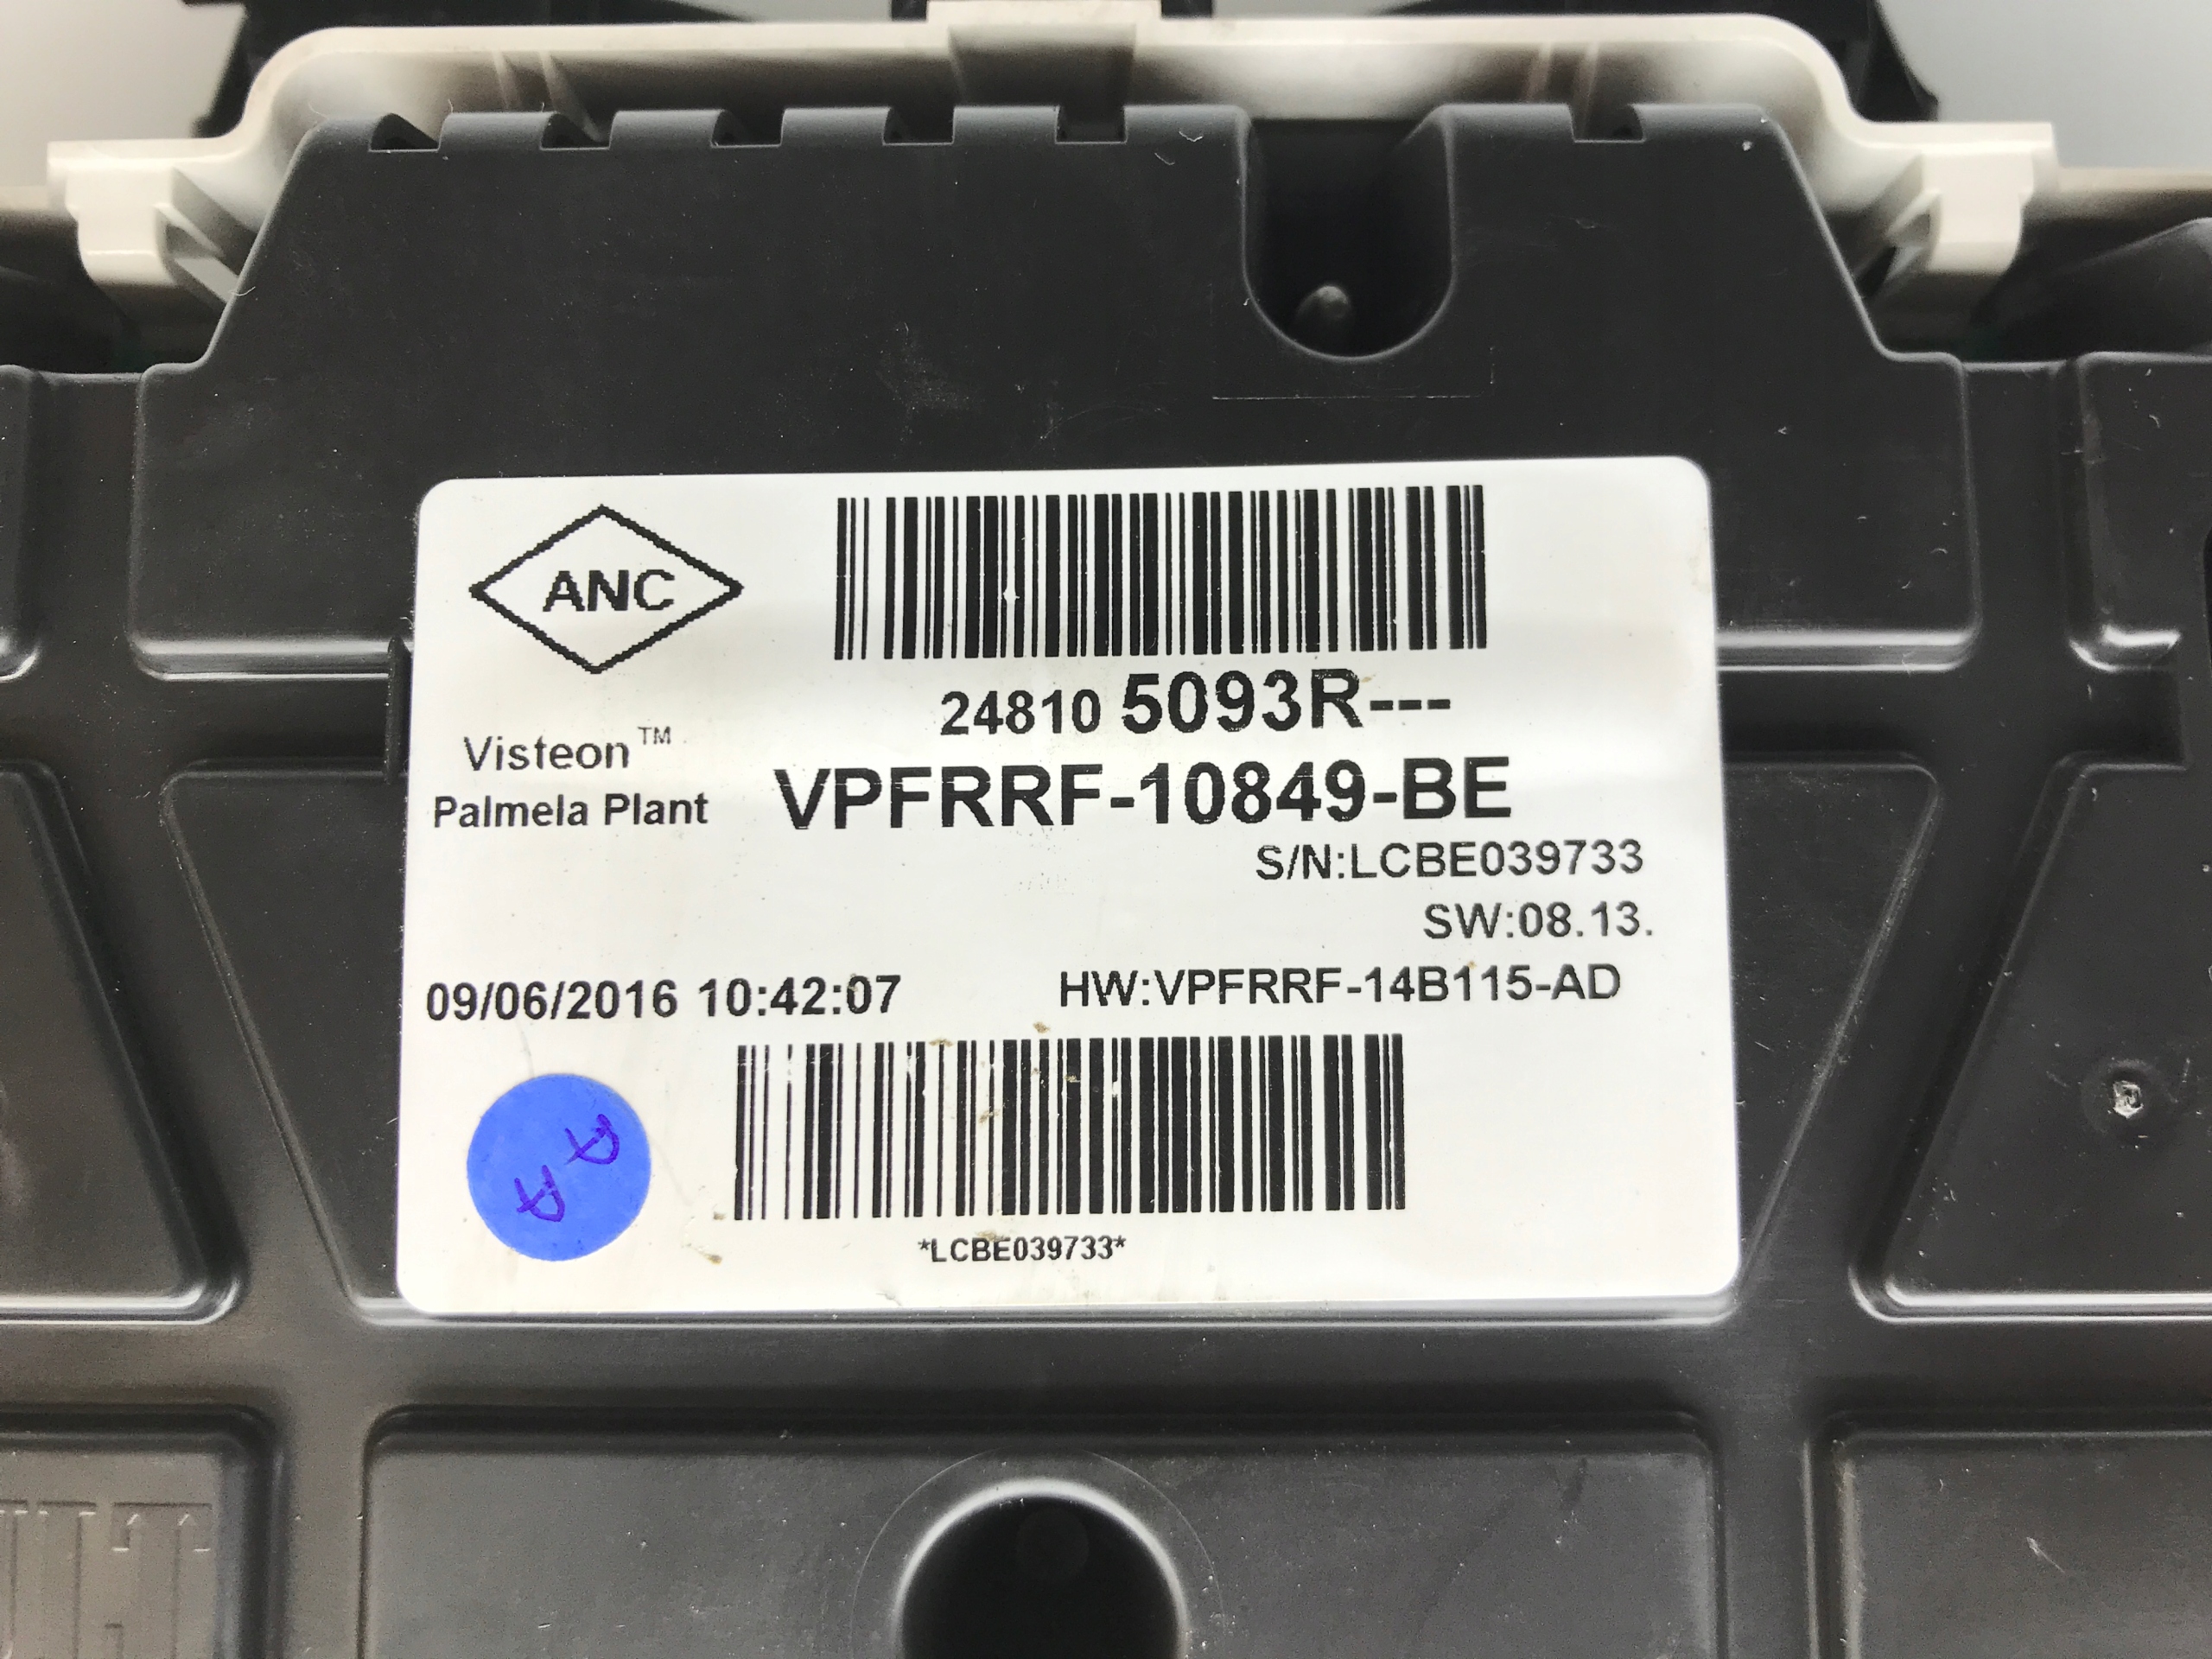 ANC
24810 5093R---
Visteon™
Palmela Plant
VPFRRF-10849-BE
S/N:LCBE039733
SW:08.13.
09/06/2016 10:42:07
HW:VPFRRF-14B115-AD
*LCBE039733*